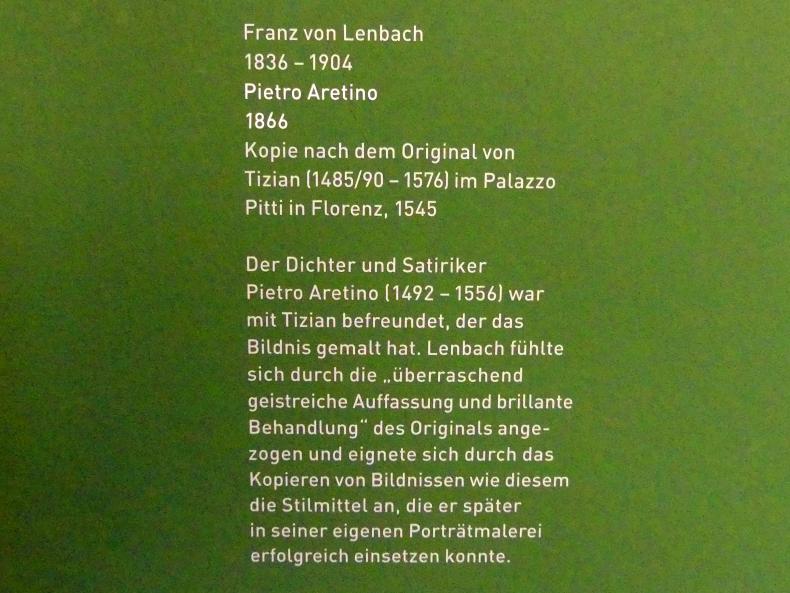 Franz von Lenbach
1836 – 1904
Pietro Aretino
1866
Kopie nach dem Original von
Tizian (1485/90 – 1576) im Palazzo
Pitti in Florenz, 1545
Der Dichter und Satiriker
Pietro Aretino (1492 – 1556) war
mit Tizian befreundet, der das
Bildnis gemalt hat. Lenbach fühlte
sich durch die „überraschend
geistreiche Auffassung und brillante
Behandlung“ des Originals ange-
zogen und eignete sich durch das
Kopieren von Bildnissen wie diesem
die Stilmittel an, die er später
in seiner eigenen Porträtmalerei
erfolgreich einsetzen konnte.